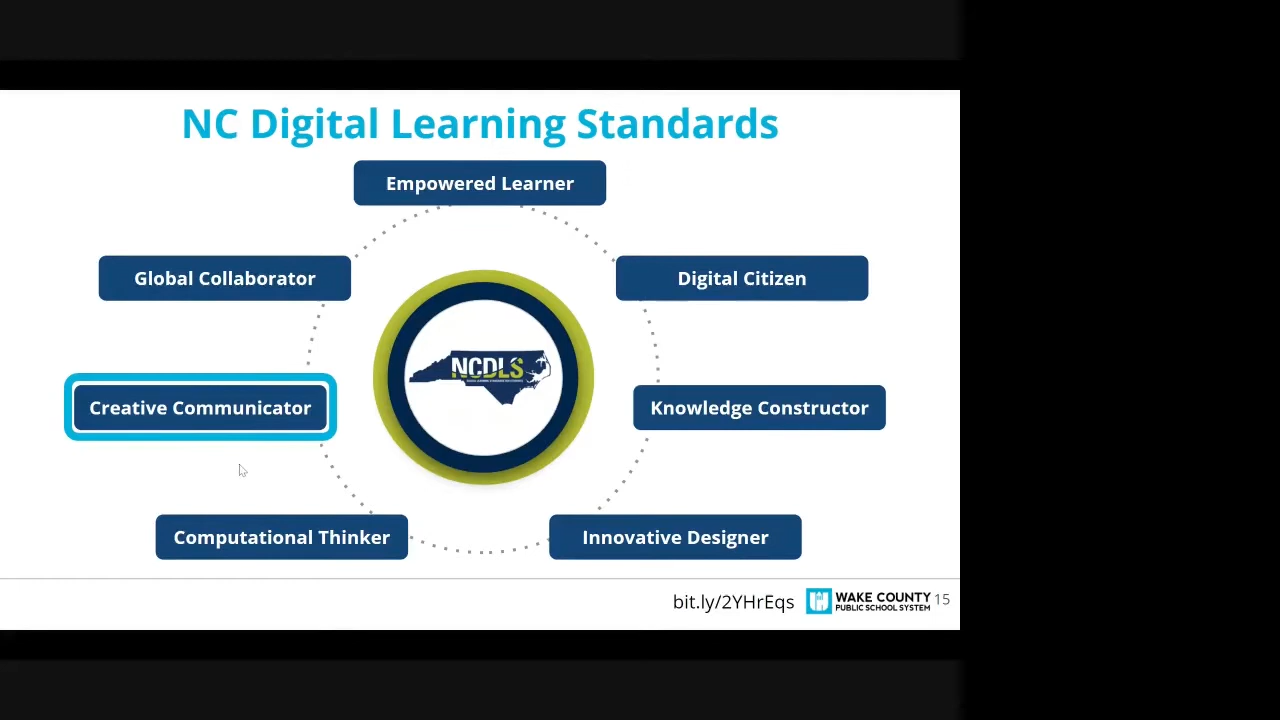 NC Digital Learning Standards
Empowered Learner
Global Collaborator
Digital Citizen
NCDLS
Creative Communicator
Knowledge Constructor
Computational Thinker
Innovative Designer
bit.ly/2YHrEqs
WAKE COUNTY
PUBLIC SCHOOL SYSTEM
15